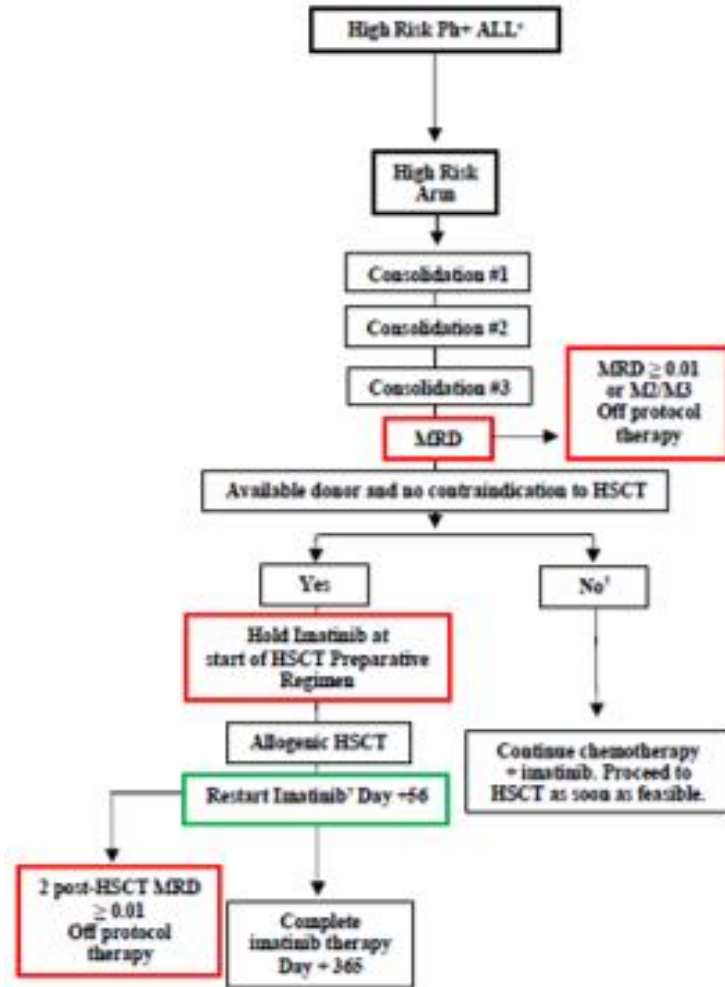 High Risk Ph+ ALL
High Risk
Arm
Consolidation #1
Consolidation #2
Consolidation #3
MRD ≥ 0.01
or M2/M3
Off protocol
therapy
MRD
Available donor and no contraindication to HSCT
Yes
No
Hold Imatinib at
start of HSCT Preparative
Regimen
Allogenic HSCT
Continue chemotherapy
+ imatinib. Proceed to
HSCT as soon as feasible.
Restart Imatinib Day +56
2 post-HSCT MRD
≥ 0.01
Off protocol
therapy
Complete
imatinib therapy
Day + 365